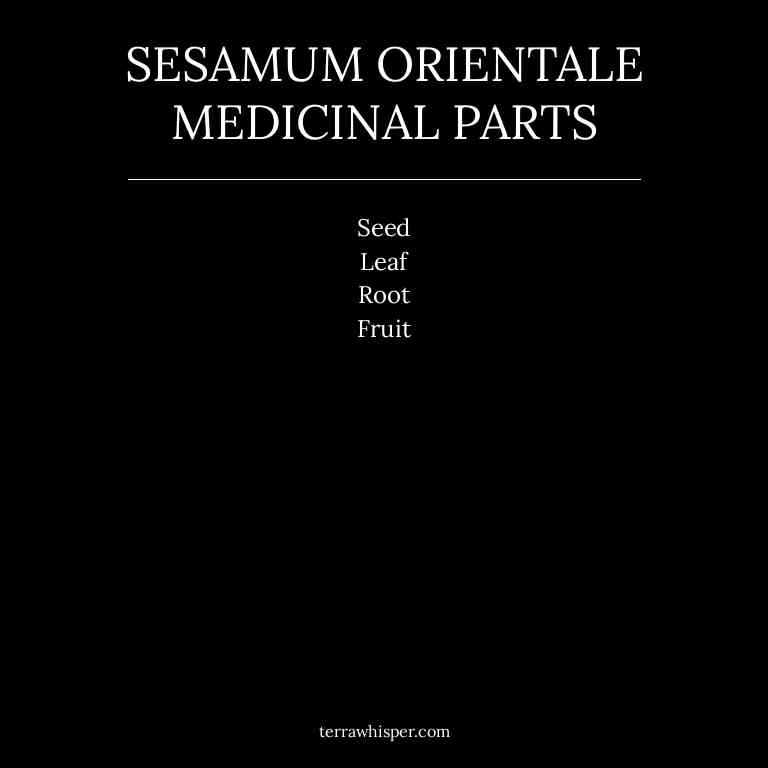 SESAMUM ORIENTALE
MEDICINAL PARTS
Seed
Leaf
Root
Fruit
terrawhisper.com